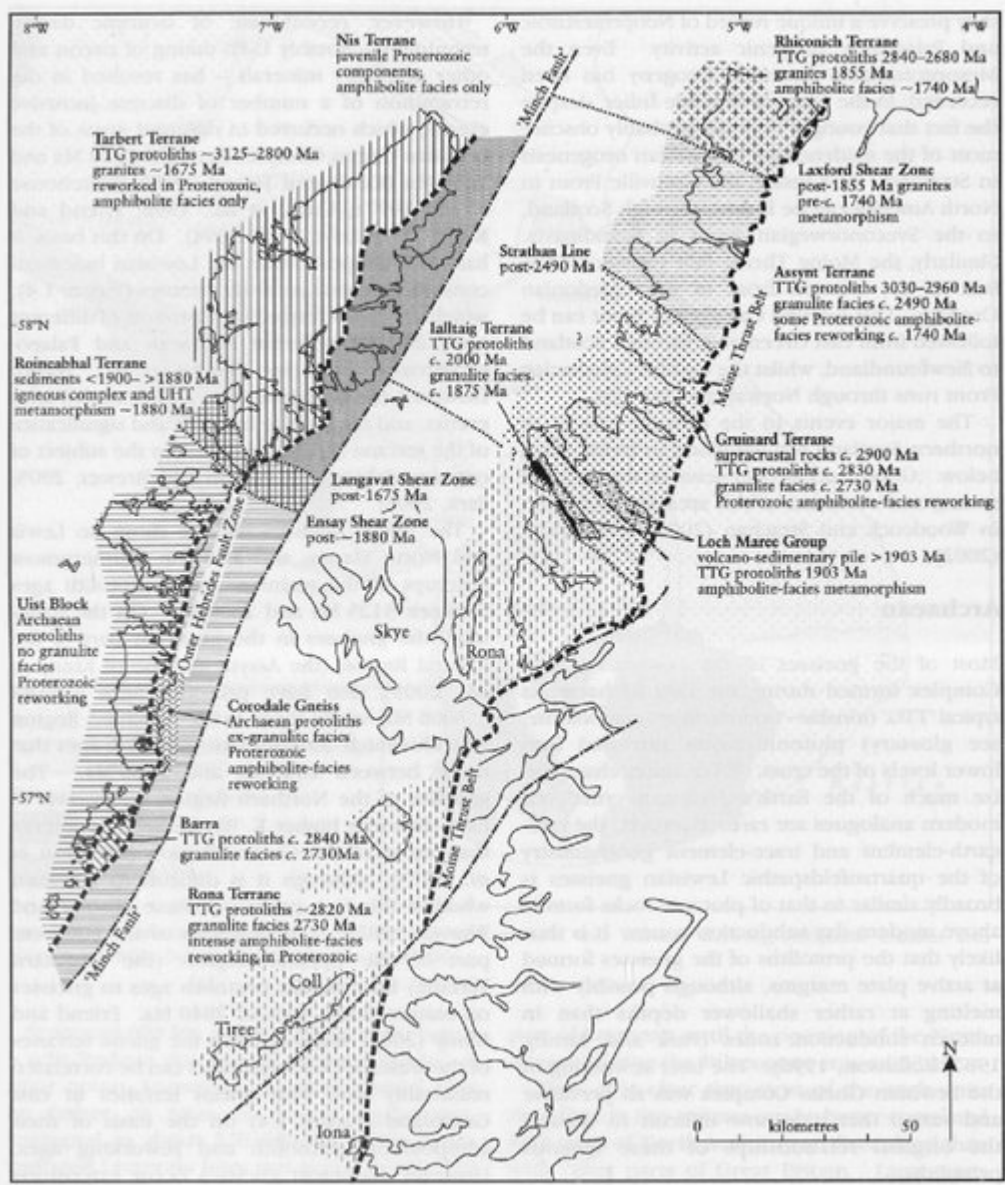 8°W
7°W
6°W
5°W
4°W
Nis Terrane
juvenile Proterozoic
components;
amphibolite facies only
Minch Fault
Rhiconich Terrane
TTG protoliths 2840–2680 Ma
granites 1855 Ma
amphibolite facies ~1740 Ma
Tarbert Terrane
TTG protoliths ~3125–2800 Ma
granites ~1675 Ma
reworked in Proterozoic,
amphibolite facies only
Laxford Shear Zone
post-1855 Ma granites
pre-c. 1740 Ma
metamorphism
Strathan Line
post-2490 Ma
Assynt Terrane
TTG protoliths 3030–2960 Ma
granulite facies c. 2490 Ma
some Proterozoic amphibolite-
facies reworking c. 1740 Ma
Moine Thrust Belt
58°N
Ialltaig Terrane
TTG protoliths
c. 2000 Ma
granulite facies
c. 1875 Ma
Roineabhal Terrane
sediments <1900– >1880 Ma
igneous complex and UHT
metamorphism ~1880 Ma
Gruinard Terrane
supracrustal rocks c. 2900 Ma
TTG protoliths c. 2830 Ma
granulite facies c. 2730 Ma
Proterozoic amphibolite-facies reworking
Langavat Shear Zone
post-1675 Ma
Ensay Shear Zone
post-~1880 Ma
Loch Maree Group
volcano-sedimentary pile >1903 Ma
TTG protoliths 1903 Ma
amphibolite-facies metamorphism
Outer Hebrides Fault Zone
Uist Block
Archaean
protoliths
no granulite
facies
Proterozoic
reworking
Skye
Rona
Corodale Gneiss
Archaean protoliths
ex-granulite facies
Proterozoic
amphibolite-facies
reworking
57°N
Moine Thrust Belt
Barra
TTG protoliths c. 2840 Ma
granulite facies c. 2730Ma
Rona Terrane
TTG protoliths ~2820 Ma
granulite facies 2730 Ma
intense amphibolite-facies
reworking in Proterozoic
Minch Fault
Coll
Tiree
Iona
N
0 kilometres 50